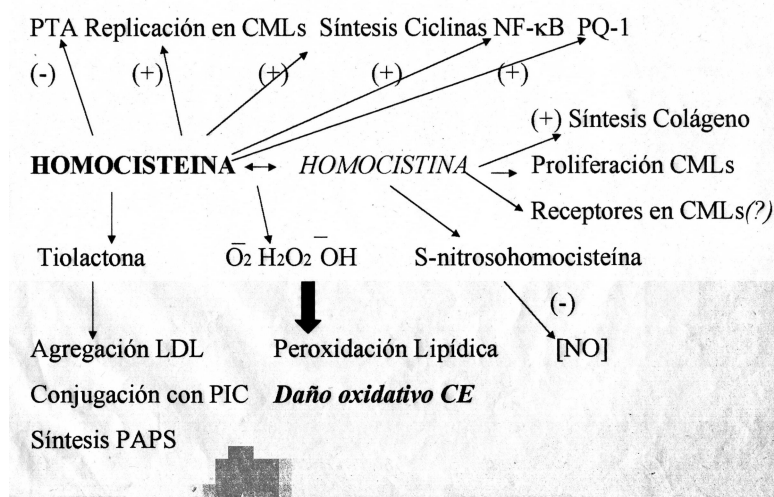 PTA Replicación en CMLs Síntesis Ciclinas NF-κB PQ-1
(-) (+) (+) (+) (+)
(+) Síntesis Colágeno
HOMOCISTEINA HOMOCISTINA Proliferación CMLs
Receptores en CMLs(?)
Tiolactona O̅2 H2O2 ̅OH S-nitrosohomocisteína
(-)
Agregación LDL Peroxidación Lipídica [NO]
Conjugación con PIC Daño oxidativo CE
Síntesis PAPS